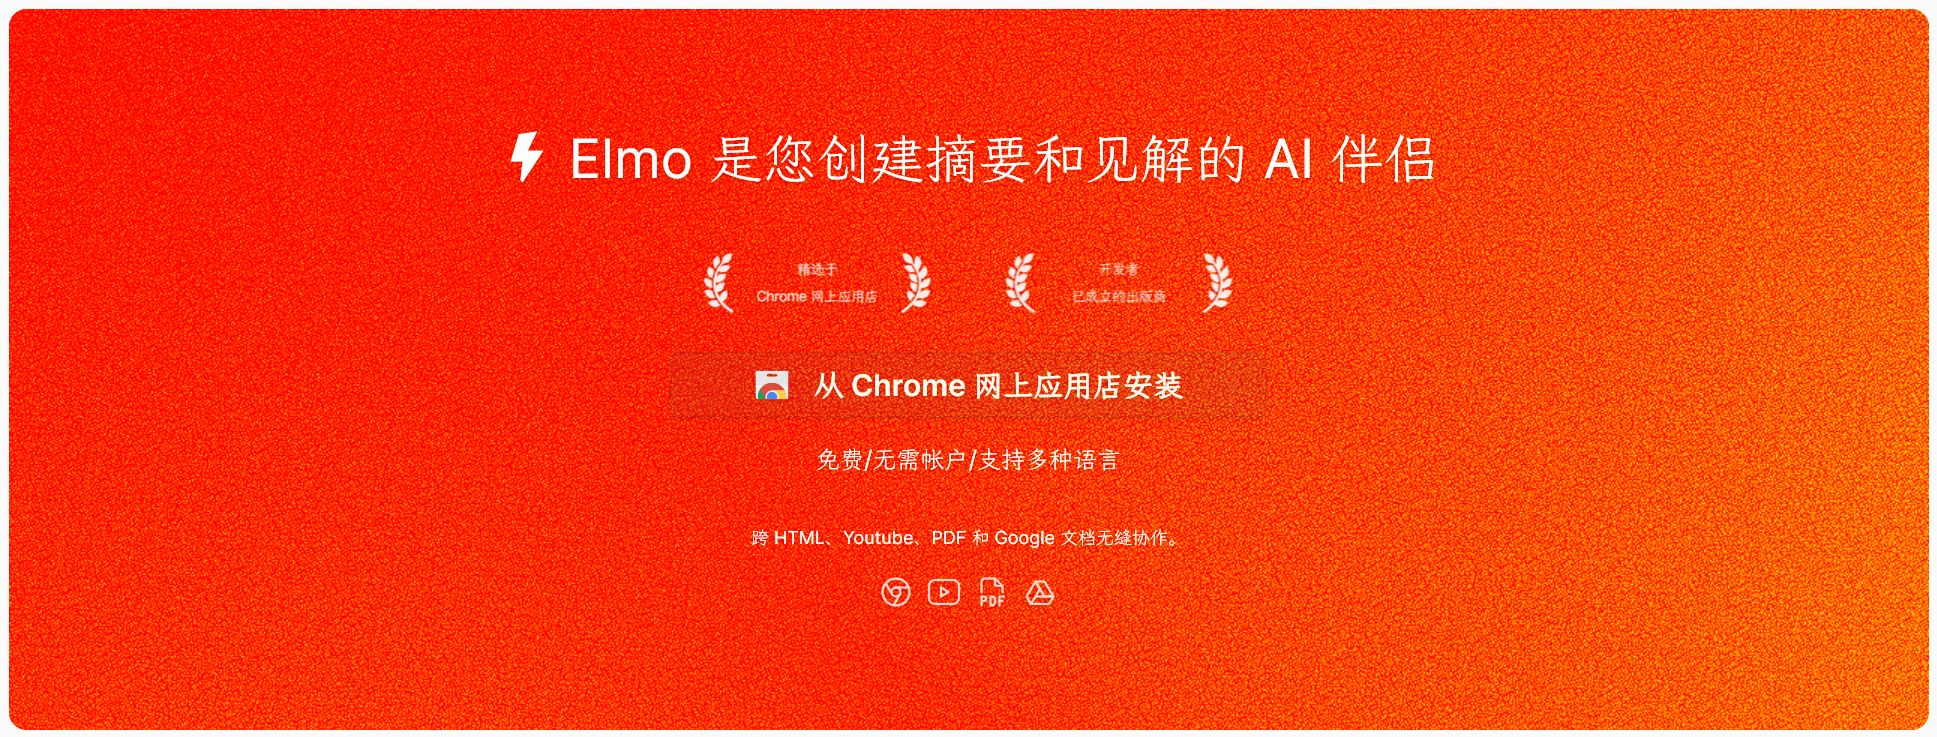 Elmo 是您创建摘要和见解的 AI 伴侣
精选于
Chrome 网上应用店
开发者
已成立的出版商
从 Chrome 网上应用店安装
免费/无需帐户/支持多种语言
跨 HTML、Youtube、PDF 和 Google 文档无缝协作。
PDF